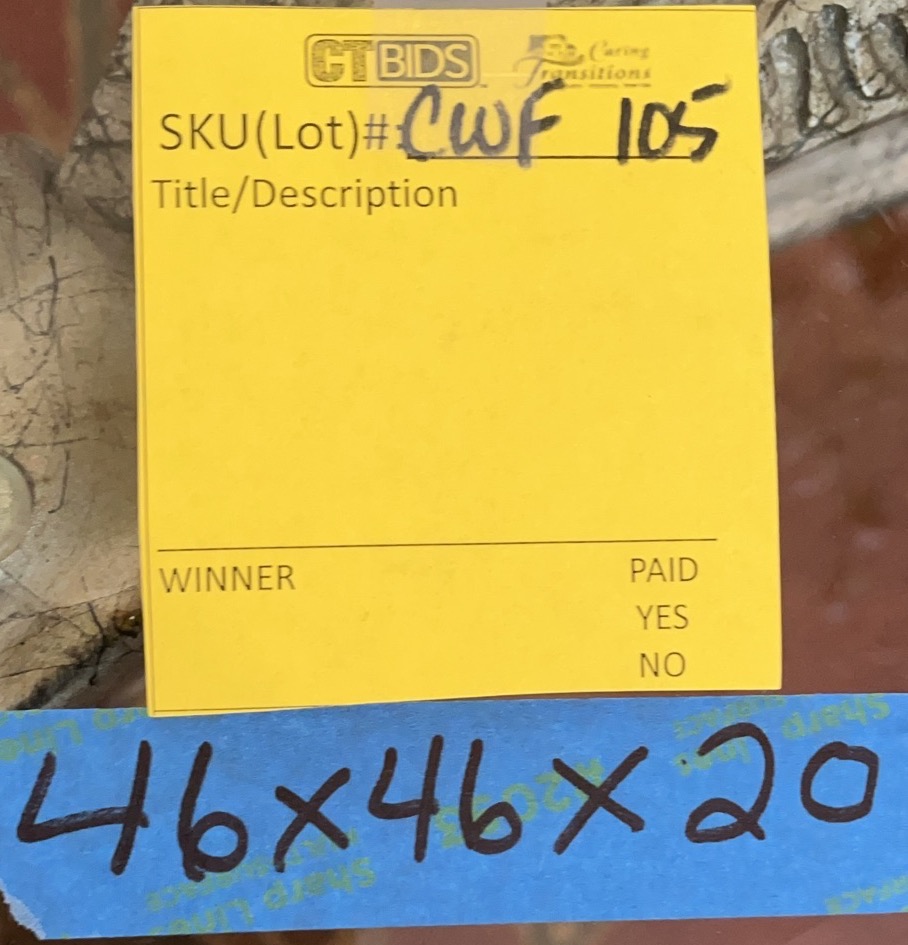 CTBIDS Caring Transitions
SKU(Lot)#: CWF 105
Title/Description
WINNER PAID
YES
NO
46x46x20